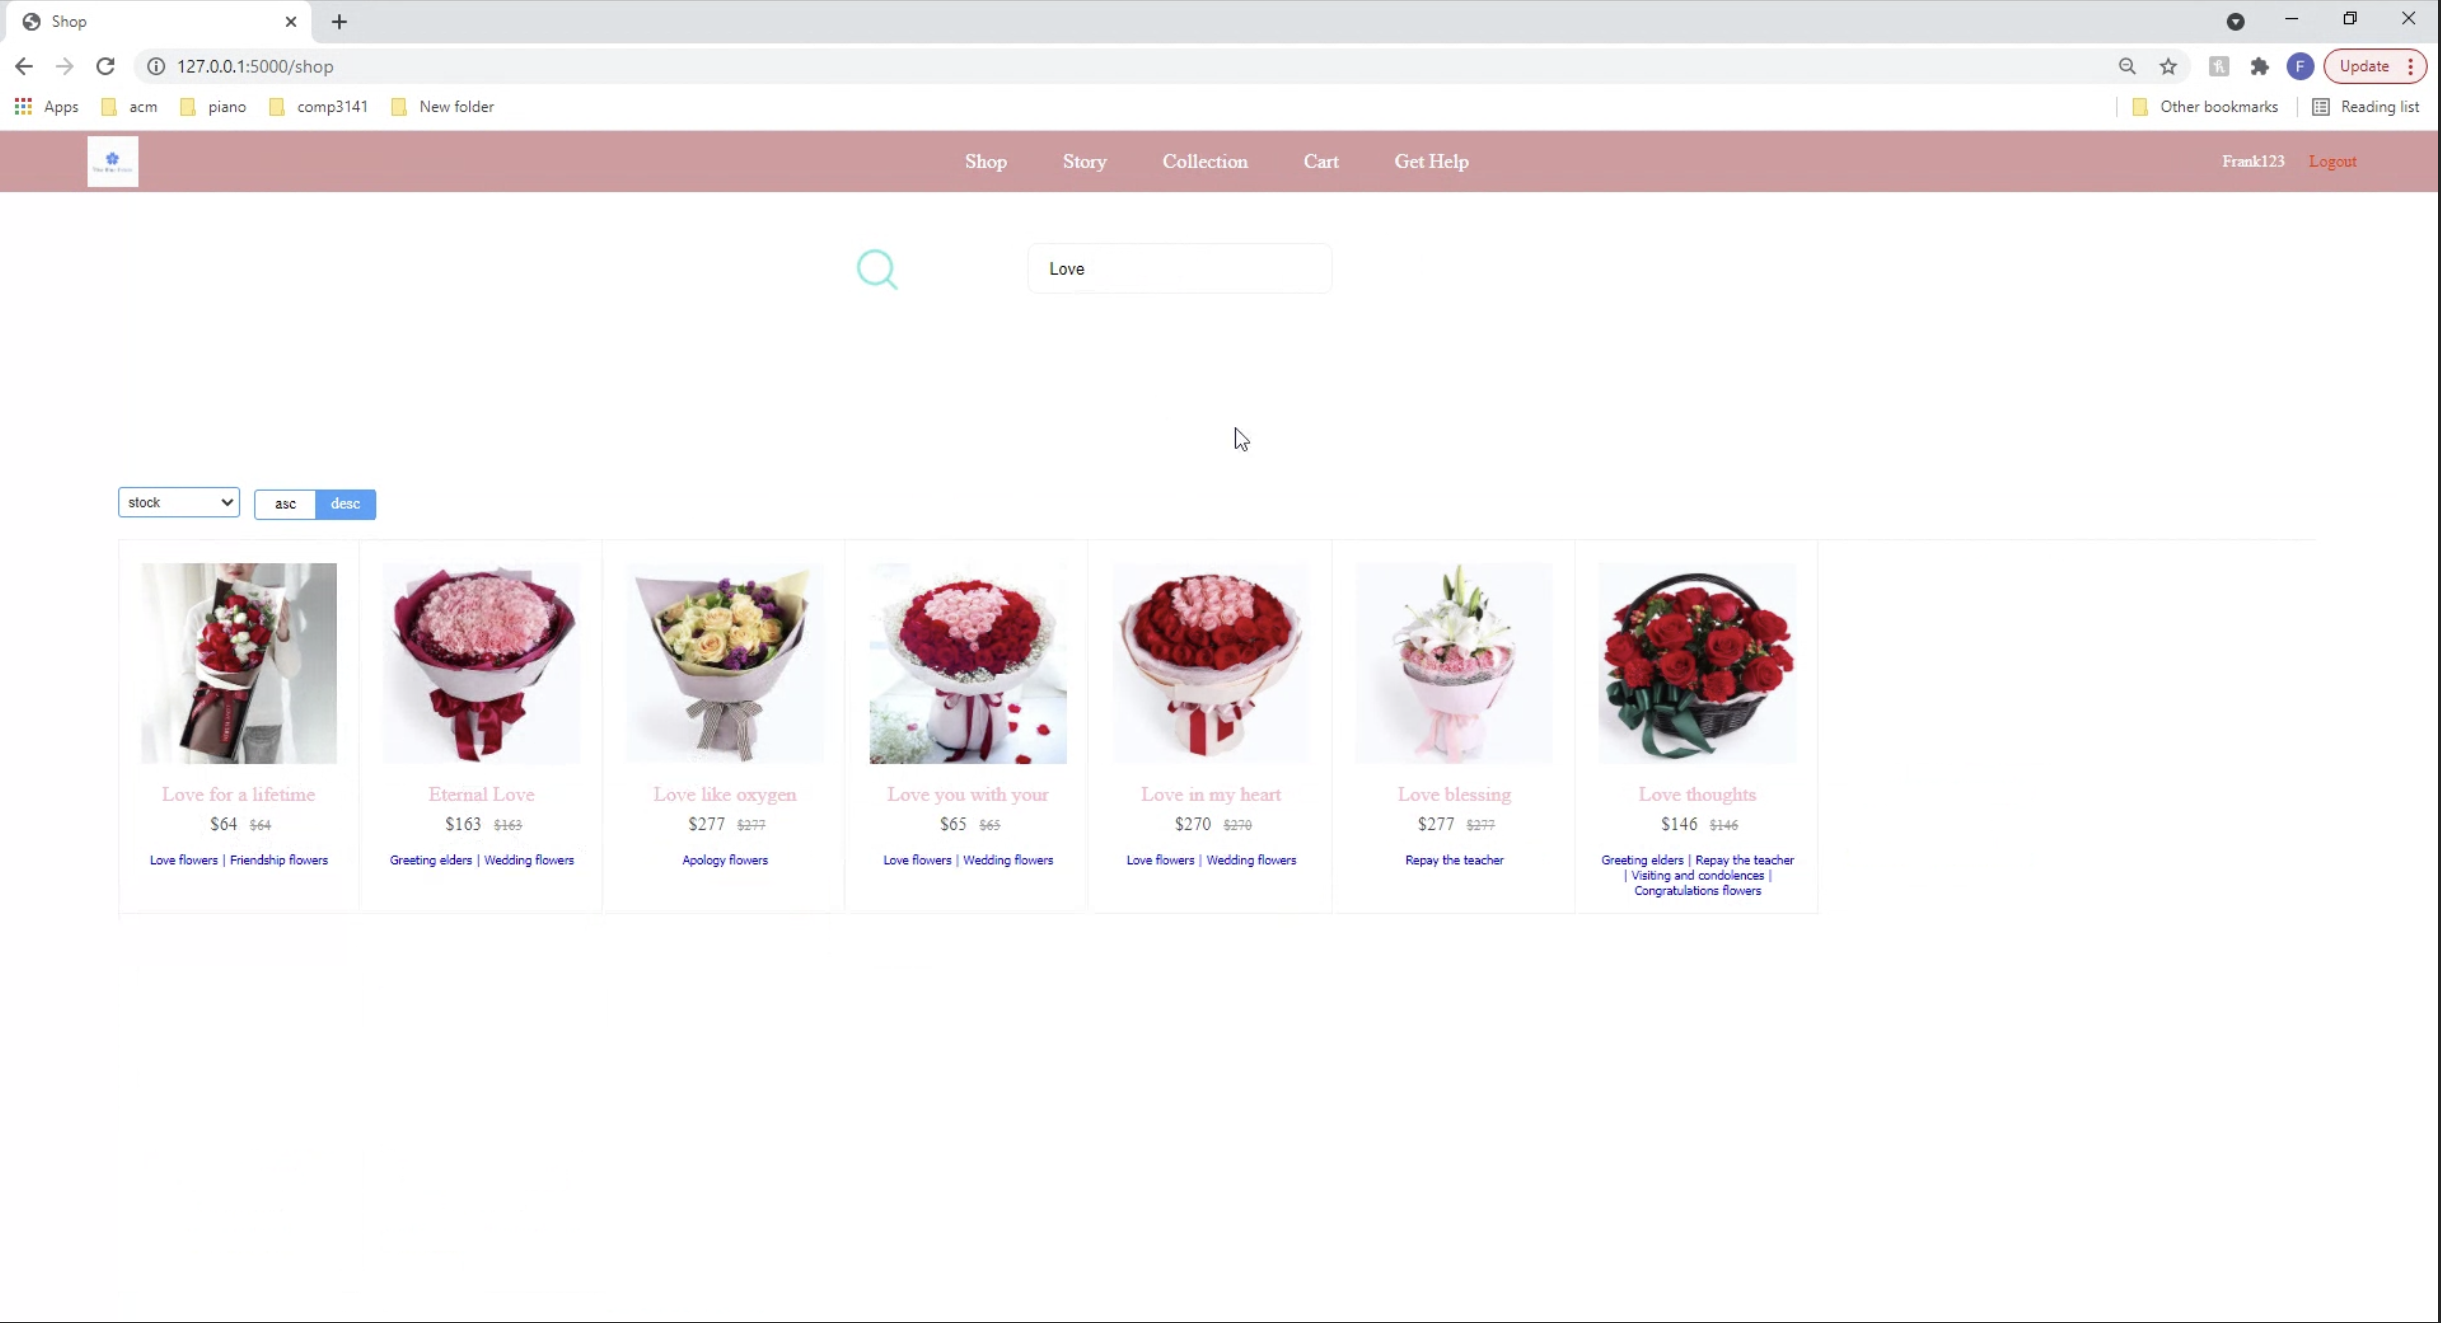 Shop
127.0.0.1:5000/shop
Update
Apps acm piano comp3141 New folder Other bookmarks Reading list
F
Shop Story Collection Cart Get Help Frank123 Logout
Love
stock asc desc
Love for a lifetime
$64 $64
Love flowers | Friendship flowers
Eternal Love
$163 $163
Greeting elders | Wedding flowers
Love like oxygen
$277 $277
Apology flowers
Love you with your
$65 $65
Love flowers | Wedding flowers
Love in my heart
$270 $270
Love flowers | Wedding flowers
Love blessing
$277 $277
Repay the teacher
Love thoughts
$146 $146
Greeting elders | Repay the teacher
| Visiting and condolences |
Congratulations flowers